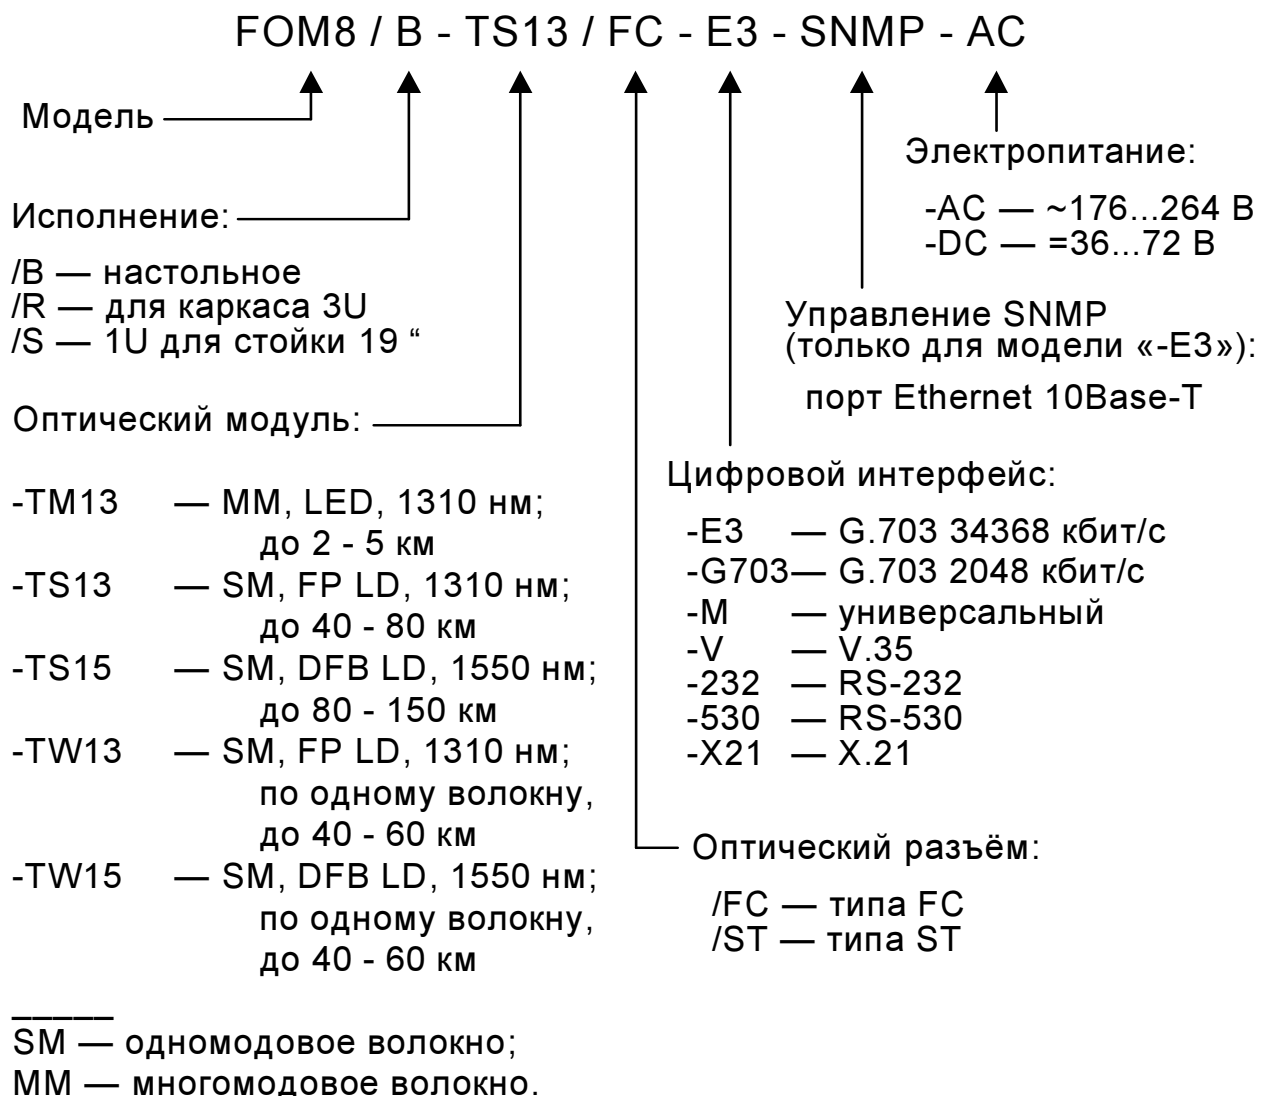 FOM8 / B - TS13 / FC - E3 - SNMP - AC
Модель
Исполнение:
/B — настольное
/R — для каркаса 3U
/S — 1U для стойки 19 “
Оптический модуль:
-TM13 — MM, LED, 1310 нм;
до 2 - 5 км
-TS13 — SM, FP LD, 1310 нм;
до 40 - 80 км
-TS15 — SM, DFB LD, 1550 нм;
до 80 - 150 км
-TW13 — SM, FP LD, 1310 нм;
по одному волокну,
до 40 - 60 км
-TW15 — SM, DFB LD, 1550 нм;
по одному волокну,
до 40 - 60 км
Электропитание:
-AC — ~176...264 В
-DC — =36...72 В
Управление SNMP
(только для модели «-E3»):
порт Ethernet 10Base-T
Цифровой интерфейс:
-E3 — G.703 34368 кбит/с
-G703— G.703 2048 кбит/с
-M — универсальный
-V — V.35
-232 — RS-232
-530 — RS-530
-X21 — X.21
Оптический разъём:
/FC — типа FC
/ST — типа ST
SM — одномодовое волокно;
MM — многомодовое волокно.